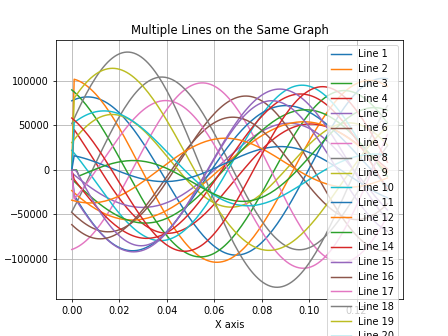 Multiple Lines on the Same Graph
100000
50000
0
−50000
−100000
0.00
0.02
0.04
0.06
0.08
0.10
X axis
Line 1
Line 2
Line 3
Line 4
Line 5
Line 6
Line 7
Line 8
Line 9
Line 10
Line 11
Line 12
Line 13
Line 14
Line 15
Line 16
Line 17
Line 18
Line 19
Line 20